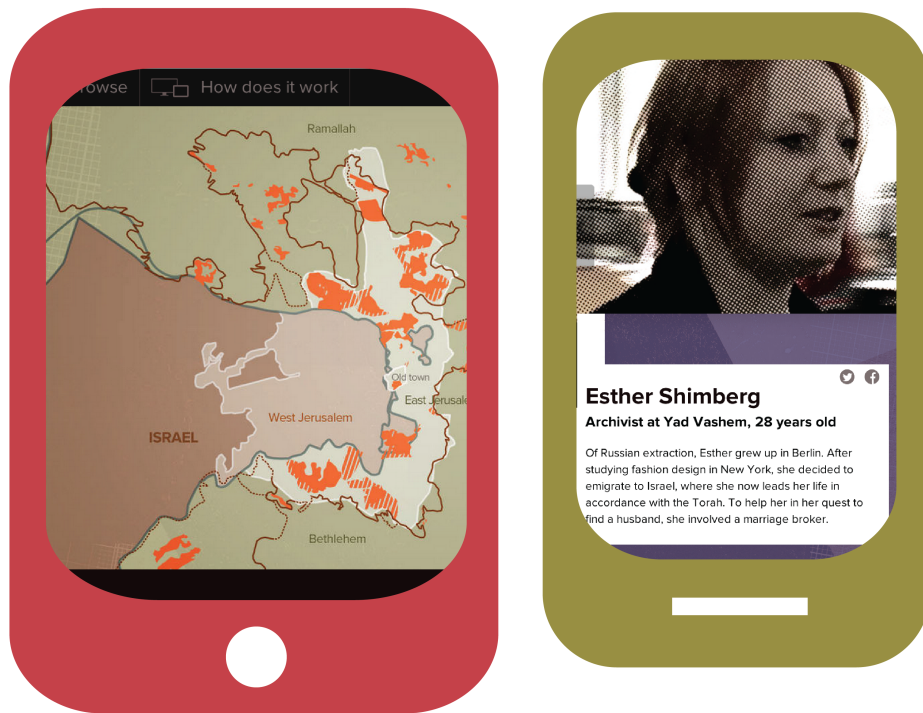 How does it work
Ramallah
Old town
West Jerusalem
ISRAEL
Bethlehem
Esther Shimberg
Archivist at Yad Vashem, 28 years old
Of Russian extraction, Esther grew up in Berlin. After
studying fashion design in New York, she decided to
emigrate to Israel, where she now leads her life in
accordance with the Torah. To help her in her quest to
find a husband, she involved a marriage broker.